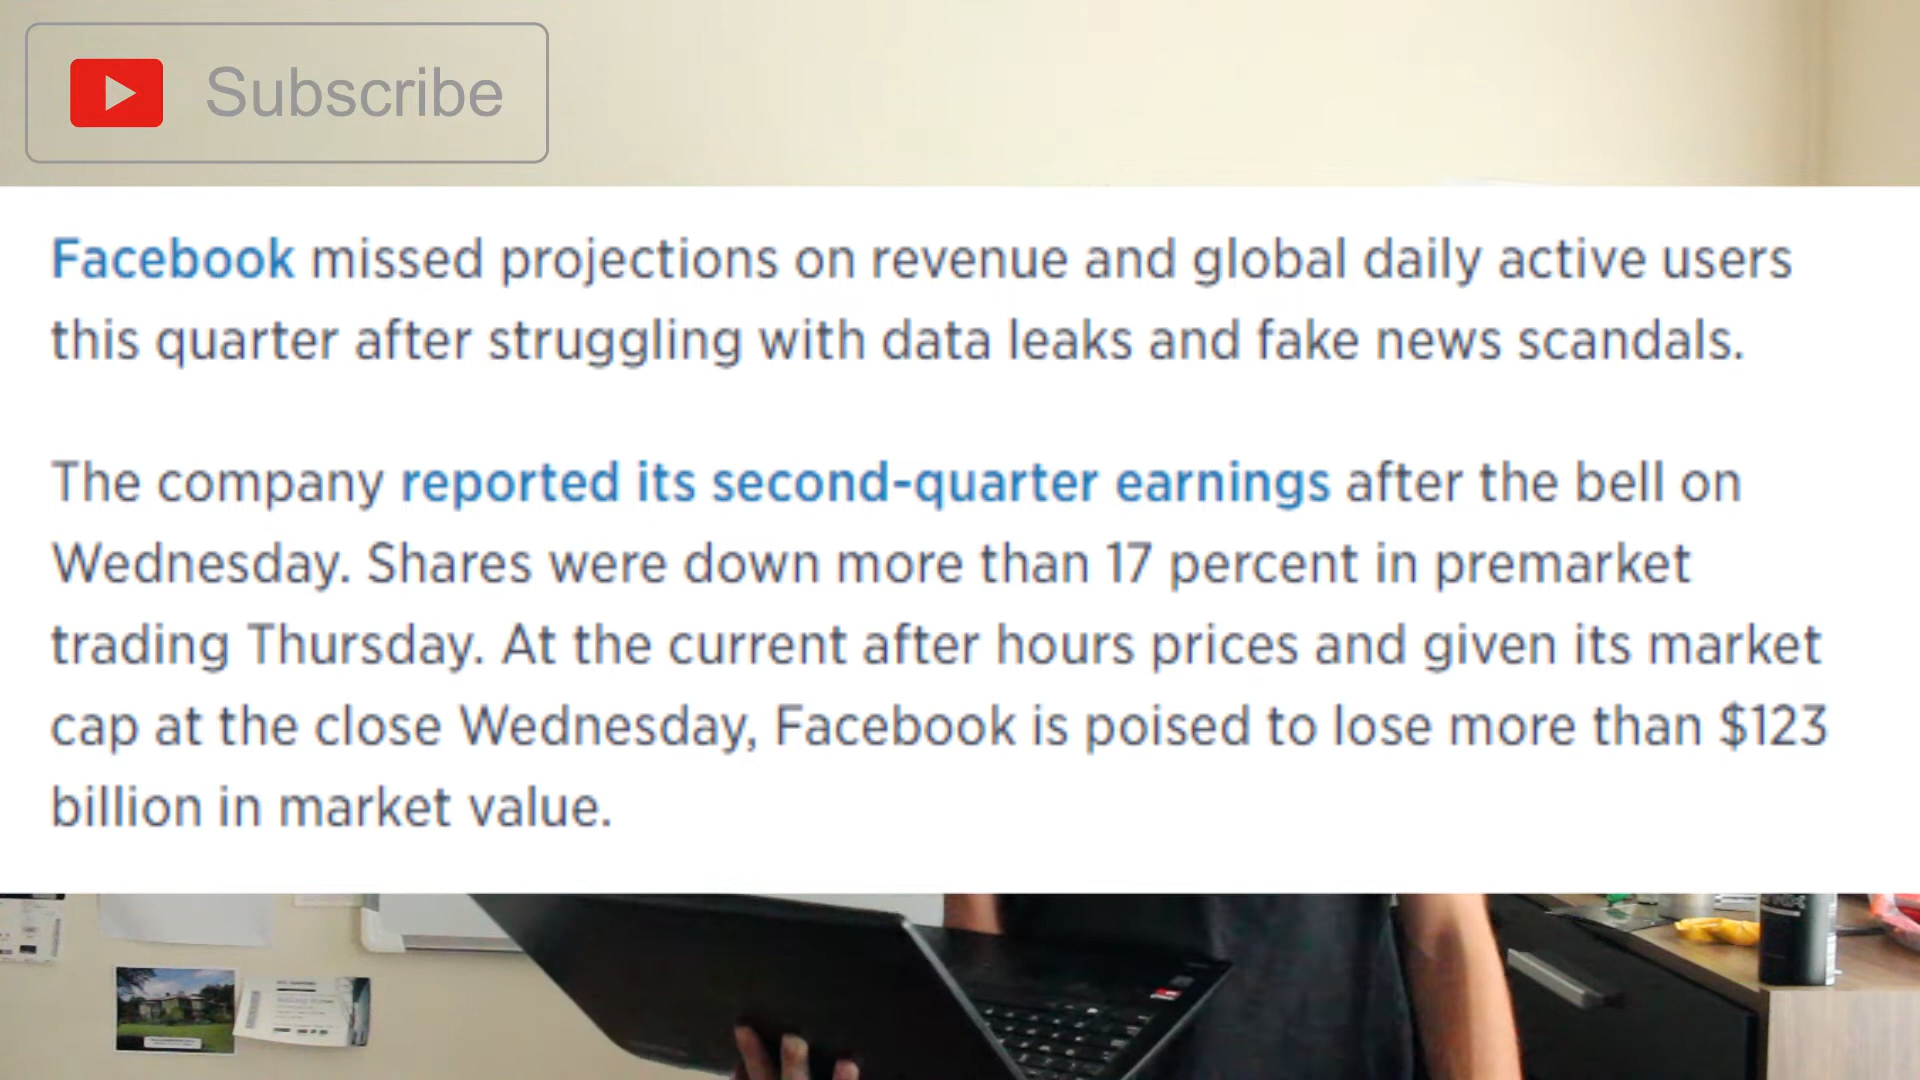 Subscribe
Facebook missed projections on revenue and global daily active users
this quarter after struggling with data leaks and fake news scandals.
The company reported its second-quarter earnings after the bell on
Wednesday. Shares were down more than 17 percent in premarket
trading Thursday. At the current after hours prices and given its market
cap at the close Wednesday, Facebook is poised to lose more than $123
billion in market value.